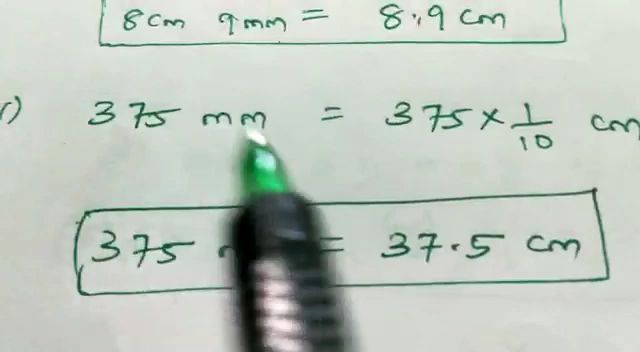 8cm 9mm = 8.9 cm
375 mm = 375 × 1/10 cm
375 = 37.5 cm